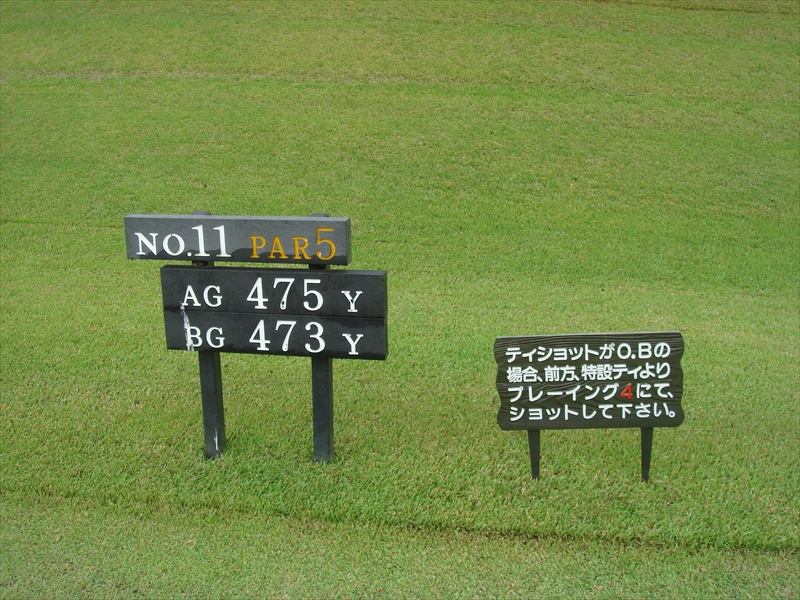 NO.11 PAR5
AG 475 Y
BG 473 Y
ティショットがO.Bの
場合、前方、特設ティより
プレーイング4にて、
ショットして下さい。